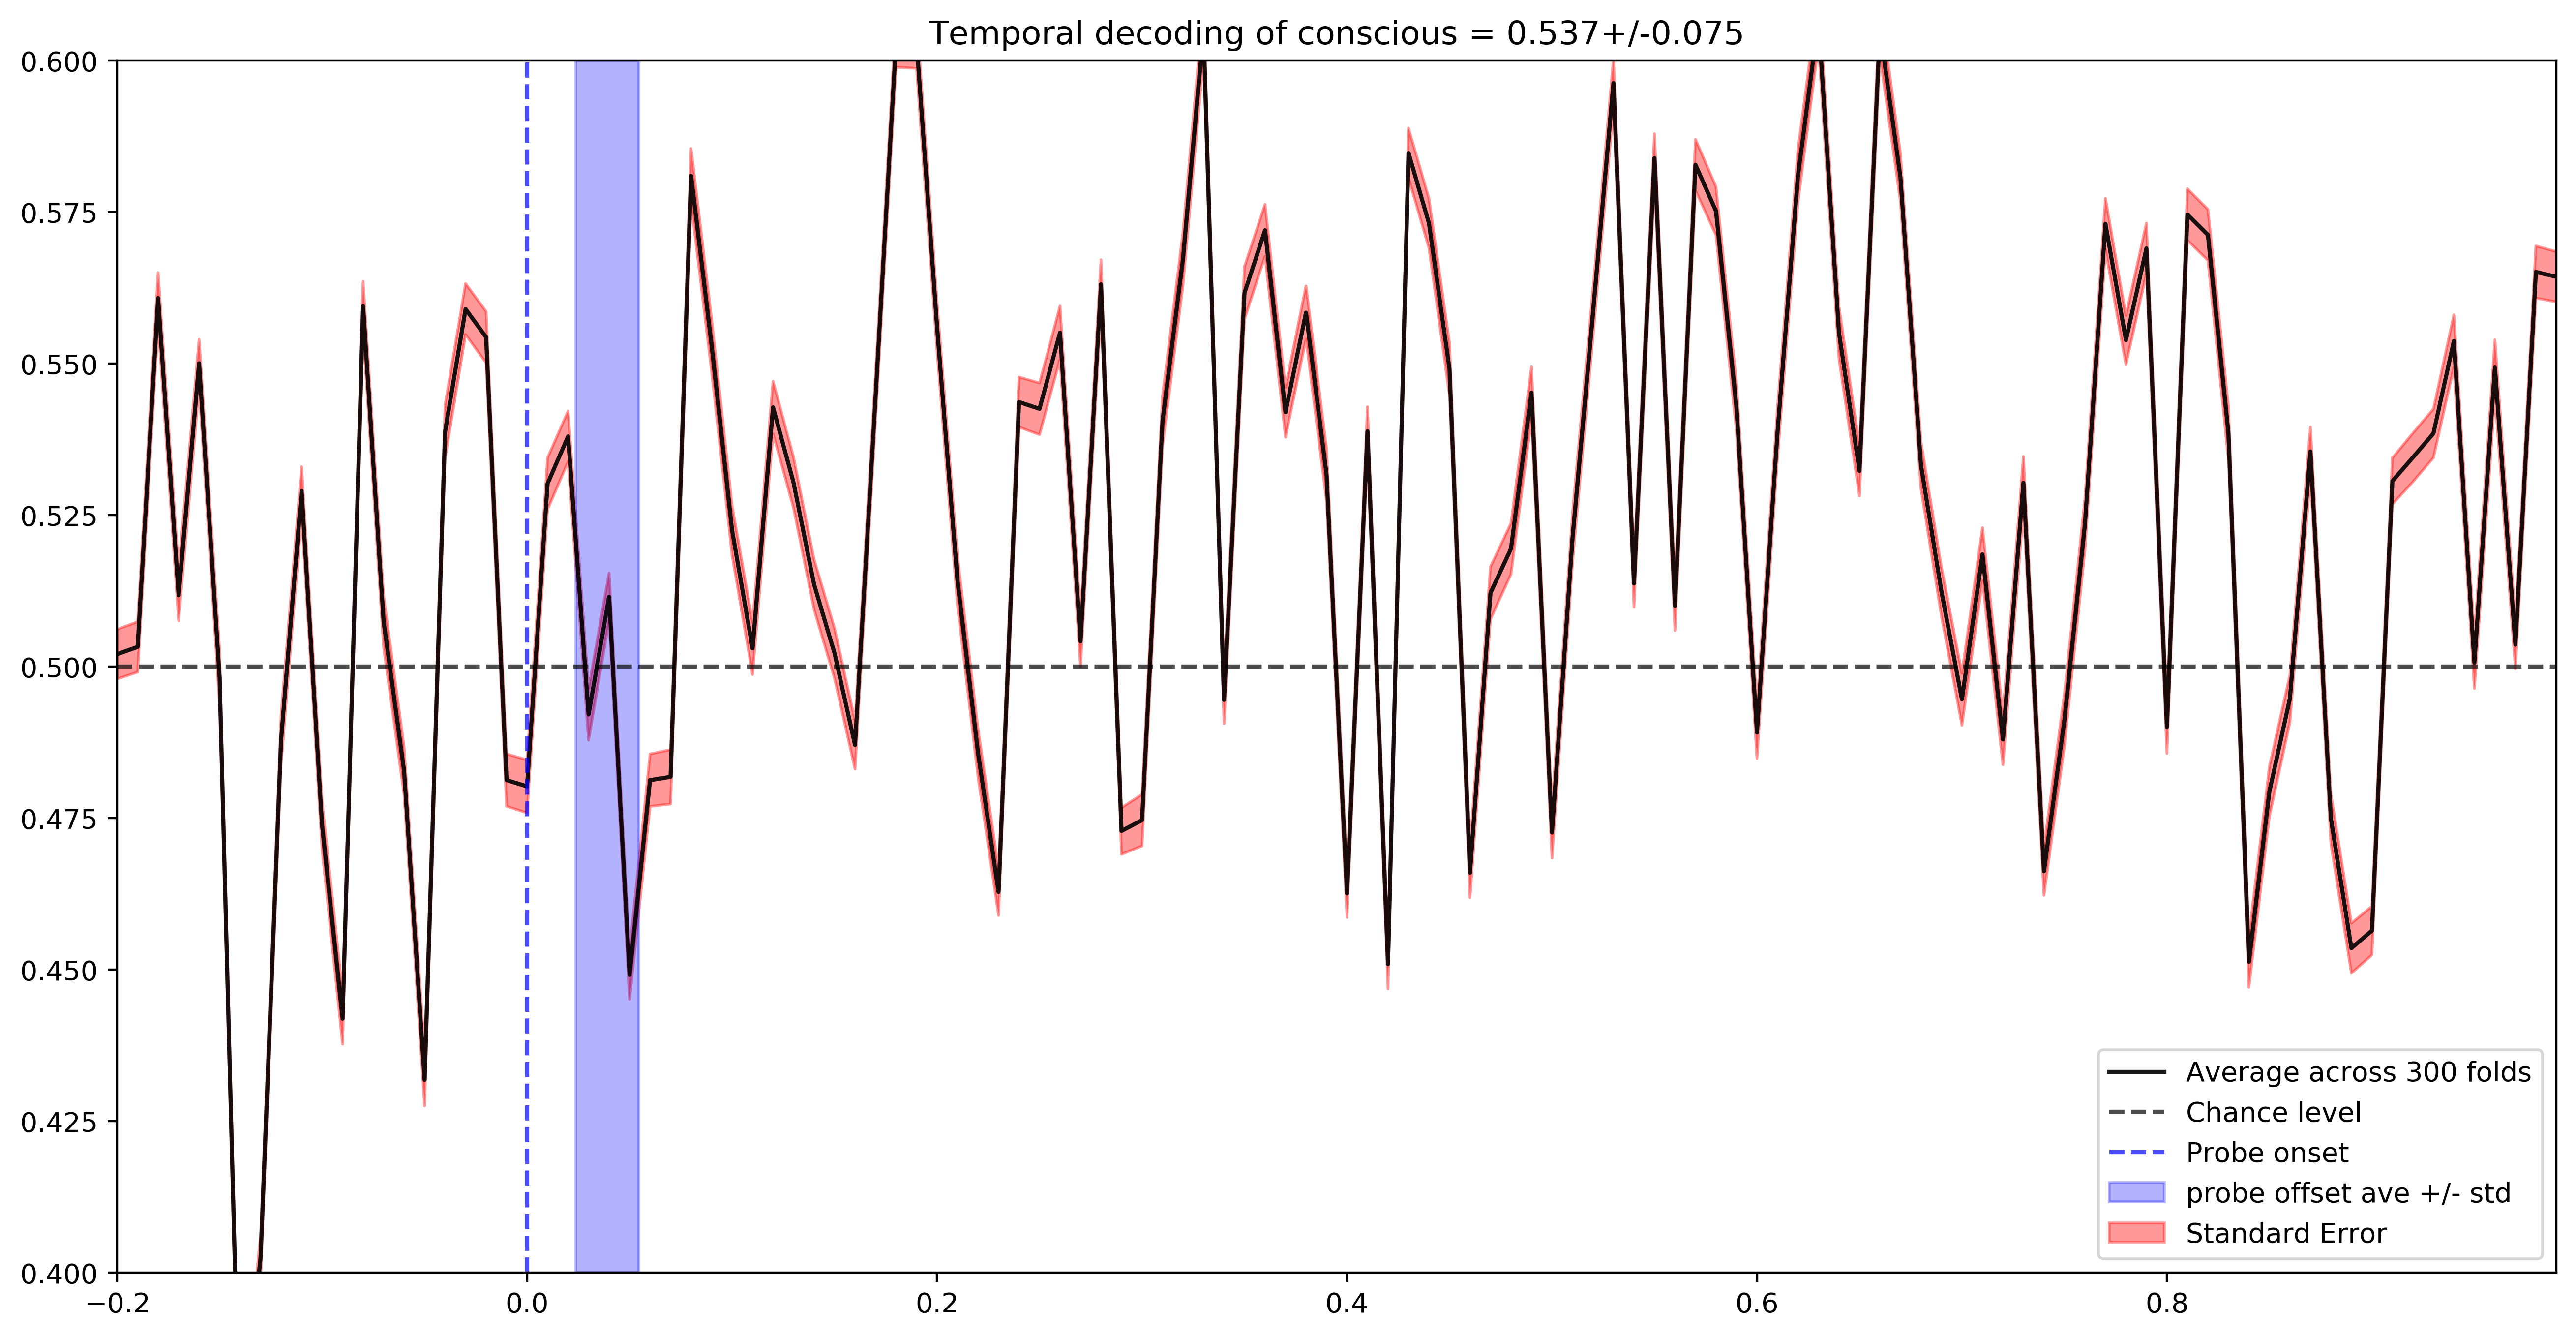 Temporal decoding of conscious = 0.537+/-0.075
0.600
0.575
0.550
0.525
0.500
0.475
0.450
0.425
0.400
−0.2
0.0
0.2
0.4
0.6
0.8
Average across 300 folds
Chance level
Probe onset
probe offset ave +/- std
Standard Error